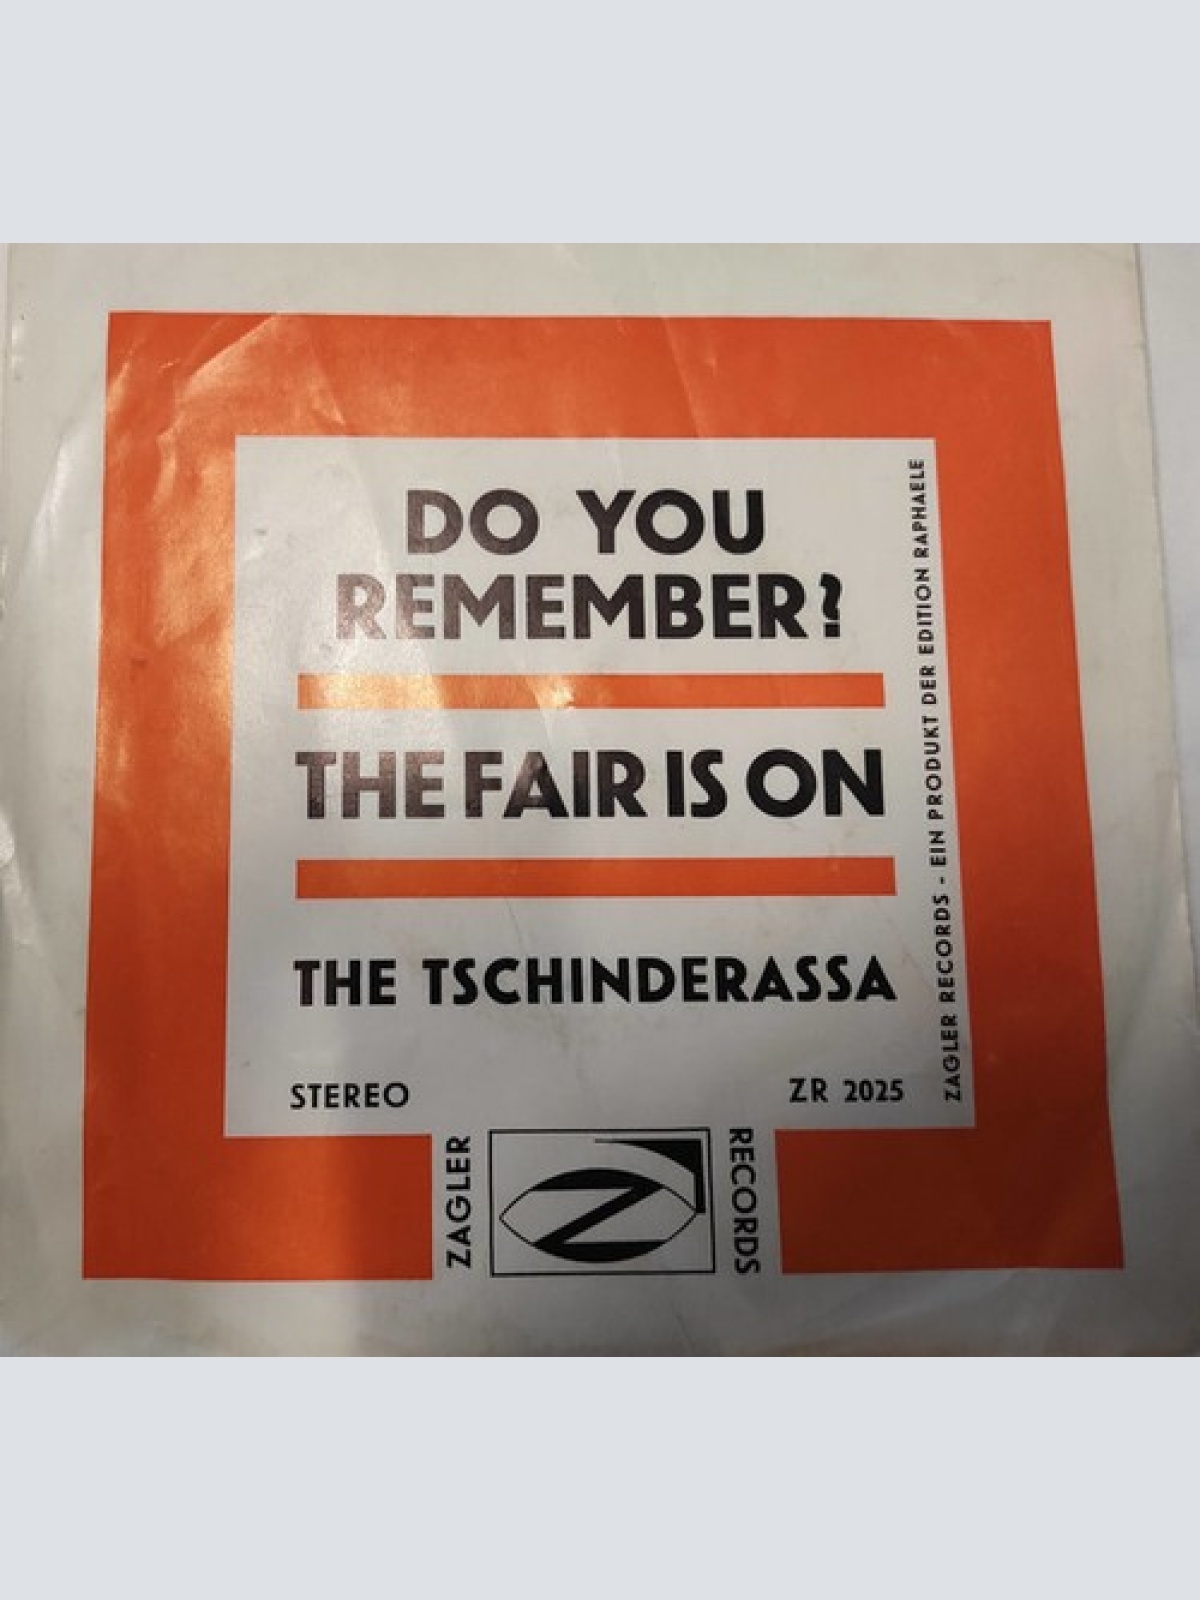 DO YOU
REMEMBER?
THE FAIR IS ON
THE TSCHINDERASSA
STEREO
ZR 2025
ZAGLER RECORDS - EIN PRODUKT DER EDITION RAPHAELE
ZAGLER
Z
RECORDS